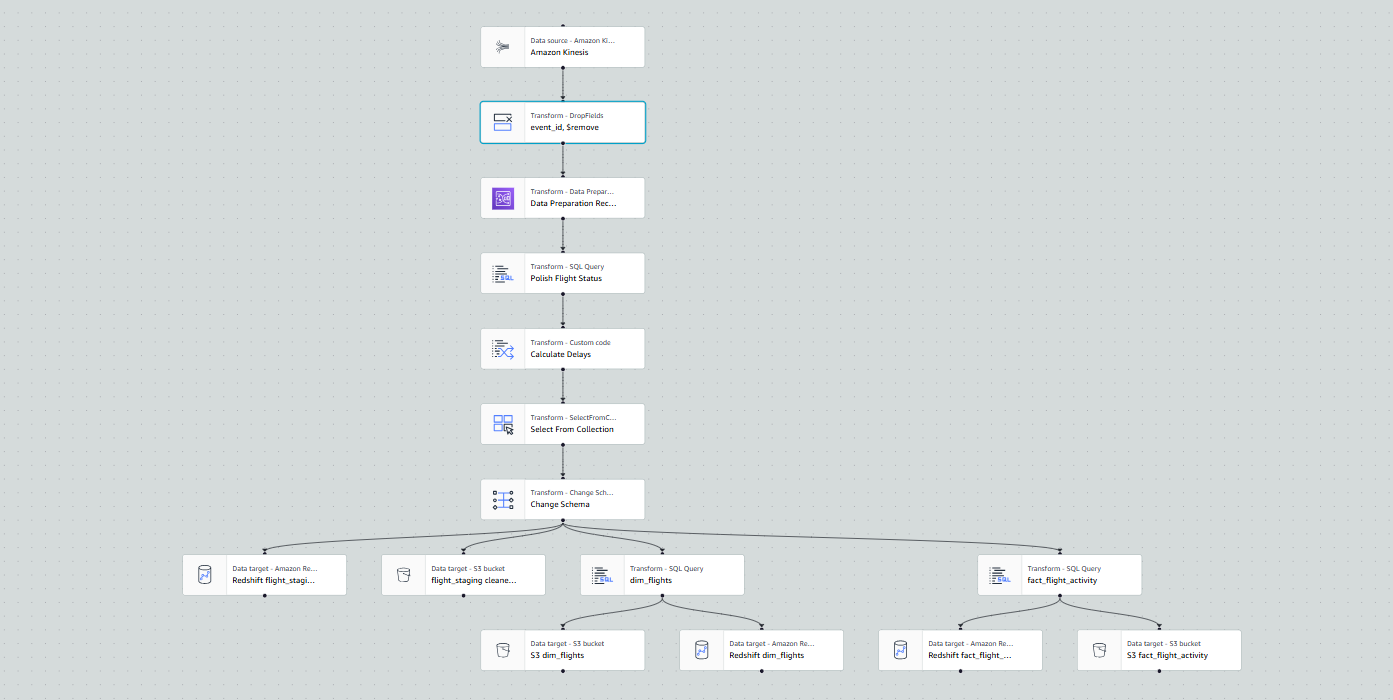 Data source - Amazon Ki...
Amazon Kinesis
Transform - DropFields
event_id, $remove
Transform - Data Prepar...
Data Preparation Rec...
Transform - SQL Query
SQL
Polish Flight Status
Transform - Custom code
Calculate Delays
Transform - SelectFromC...
Select From Collection
Transform - Change Sch...
Change Schema
Data target - Amazon Re...
Redshift flight_stagi...
Data target - S3 bucket
flight_staging cleane...
Transform - SQL Query
SQL
dim_flights
Transform - SQL Query
SQL
fact_flight_activity
Data target - S3 bucket
S3 dim_flights
Data target - Amazon Re...
Redshift dim_flights
Data target - Amazon Re...
Redshift fact_flight_...
Data target - S3 bucket
S3 fact_flight_activity